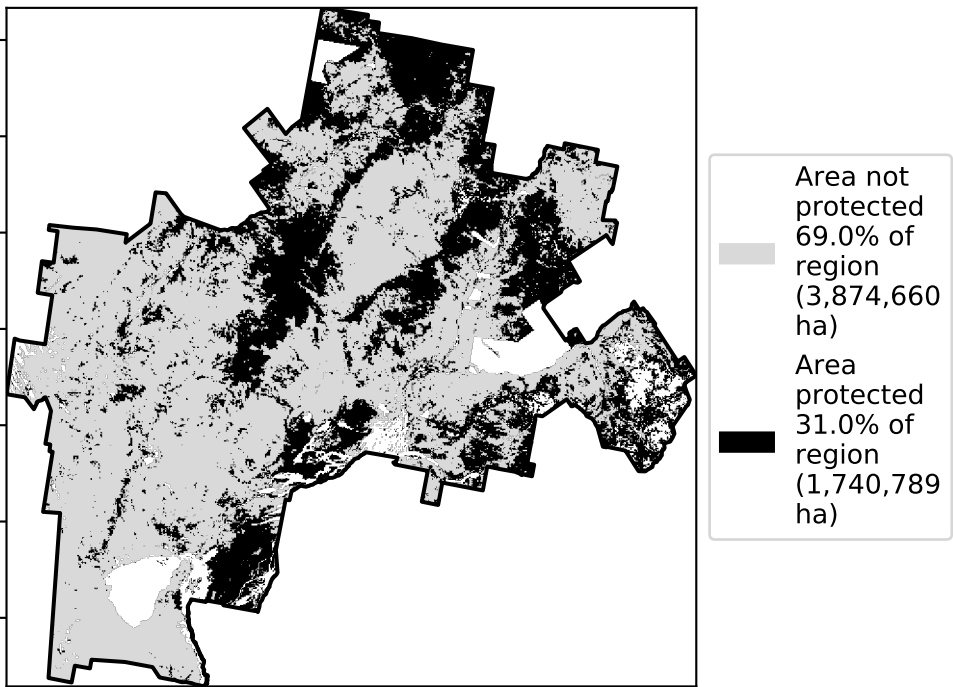 Area not
protected
69.0% of
region
(3,874,660
ha)
Area
protected
31.0% of
region
(1,740,789
ha)